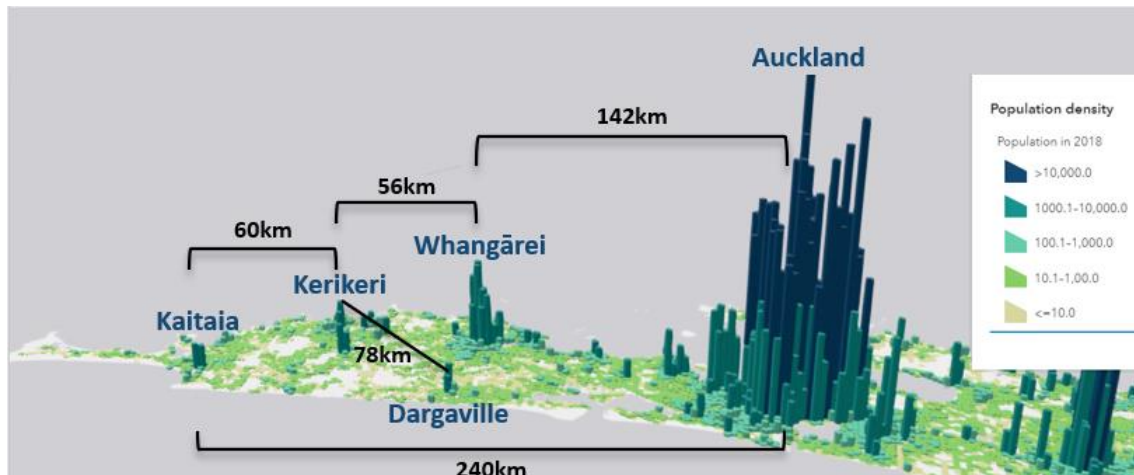 Auckland
142km
56km
Whangārei
60km
Kerikeri
Kaitaia
78km
Dargaville
240km
Population density
Population in 2018
>10,000.0
1000.1-10,000.0
100.1-1,000.0
10.1-1,00.0
<=10.0